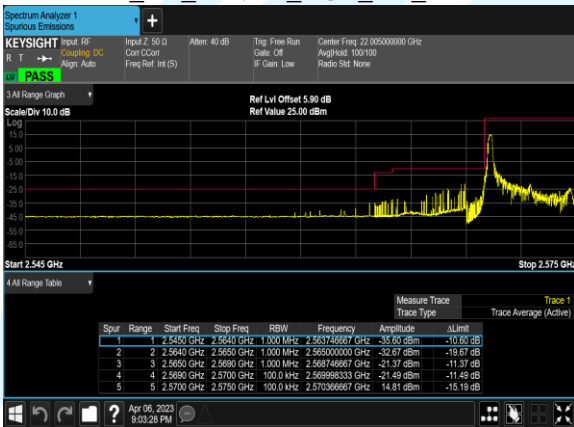 Spectrum Analyzer 1
Spurious Emissions
+
KEYSIGHT Input: RF Input Z: 50 Ω Atten: 40 dB Trig: Free Run Center Freq: 22.005000000 GHz
R T Coupling: DC Corr CCorr Gate: Off Avg|Hold: 100/100
Align: Auto Freq Ref: Int (S) IF Gain: Low Radio Std: None
PASS
3 All Range Graph
Ref Lvl Offset 5.90 dB
Scale/Div 10.0 dB Ref Value 25.00 dBm
Log
15.0
5.00
-5.00
-15.0
-25.0
-35.0
-45.0
-55.0
-65.0
Start 2.545 GHz Stop 2.575 GHz
4 All Range Table
Measure Trace Trace 1
Trace Type Trace Average (Active)
Spur Range Start Freq Stop Freq RBW Frequency Amplitude ΔLimit
1 1 2.5450 GHz 2.5640 GHz 1.000 MHz 2.563746667 GHz -35.60 dBm -10.60 dB
2 2 2.5640 GHz 2.5650 GHz 1.000 MHz 2.565000000 GHz -32.67 dBm -19.67 dB
3 3 2.5650 GHz 2.5690 GHz 1.000 MHz 2.568746667 GHz -21.37 dBm -11.37 dB
4 4 2.5690 GHz 2.5700 GHz 100.0 kHz 2.569998333 GHz -21.49 dBm -11.49 dB
5 5 2.5700 GHz 2.5750 GHz 100.0 kHz 2.570366667 GHz 14.81 dBm -15.19 dB
? Apr 06, 2023
9:03:28 PM